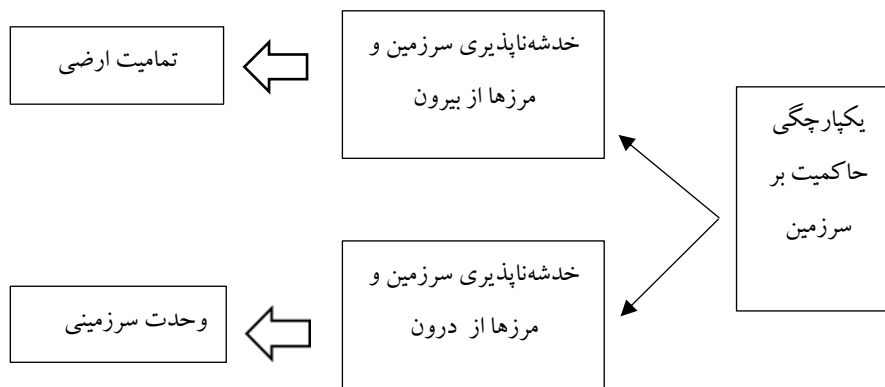 یکپارچگی
حاکمیت بر
سرزمین
خدشه‌ناپذیری سرزمین و
مرزها از بیرون
تمامیت ارضی
خدشه‌ناپذیری سرزمین و
مرزها از درون
وحدت سرزمینی